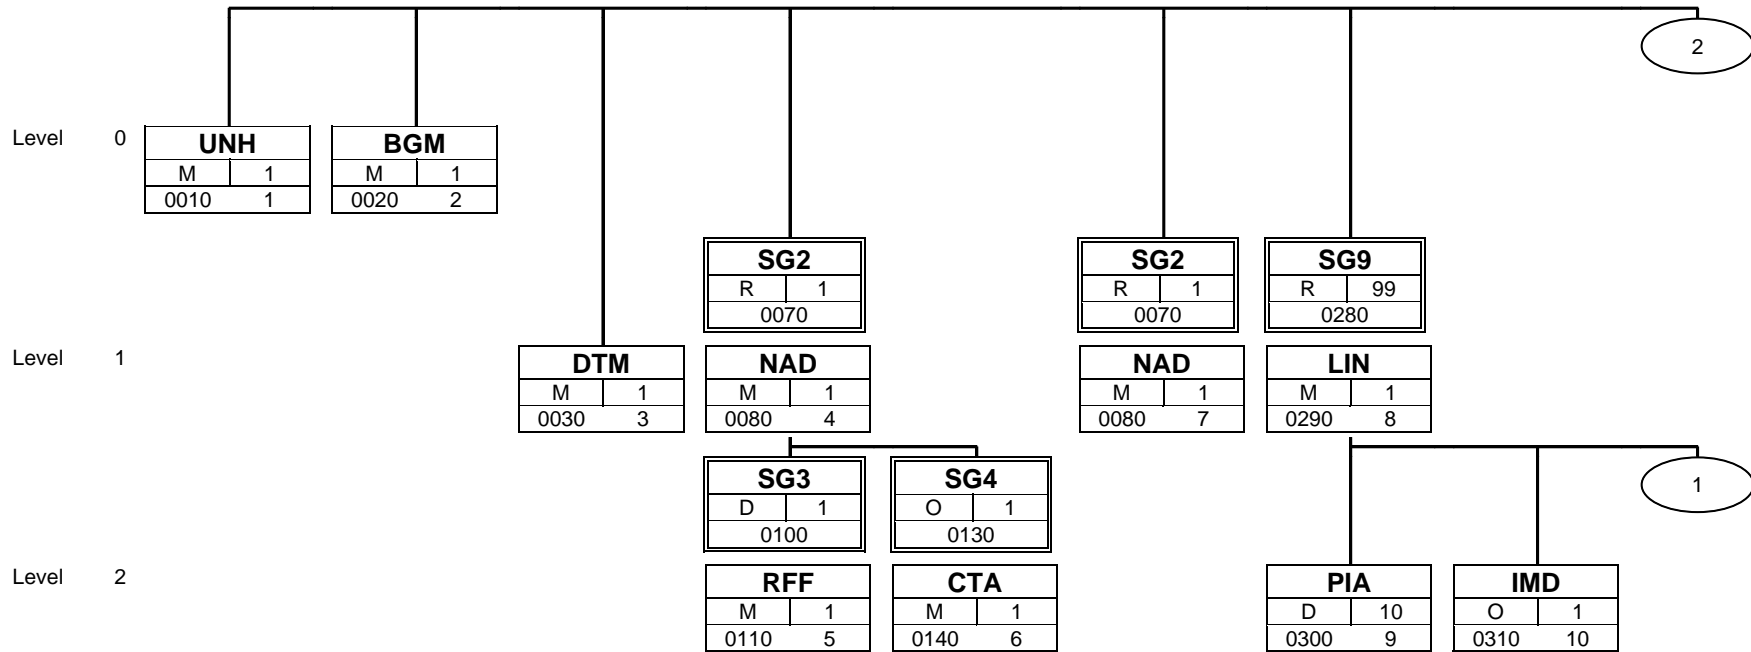 2
Level 0
UNH BGM
M 1 M 1
0010 1 0020 2
SG2 SG2 SG9
R 1 R 1 R 99
0070 0070 0280
Level 1
DTM NAD NAD LIN
M 1 M 1 M 1 M 1
0030 3 0080 4 0080 7 0290 8
SG3 SG4
D 1 O 1
0100 0130
1
Level 2
RFF CTA PIA IMD
M 1 M 1 D 10 O 1
0110 5 0140 6 0300 9 0310 10